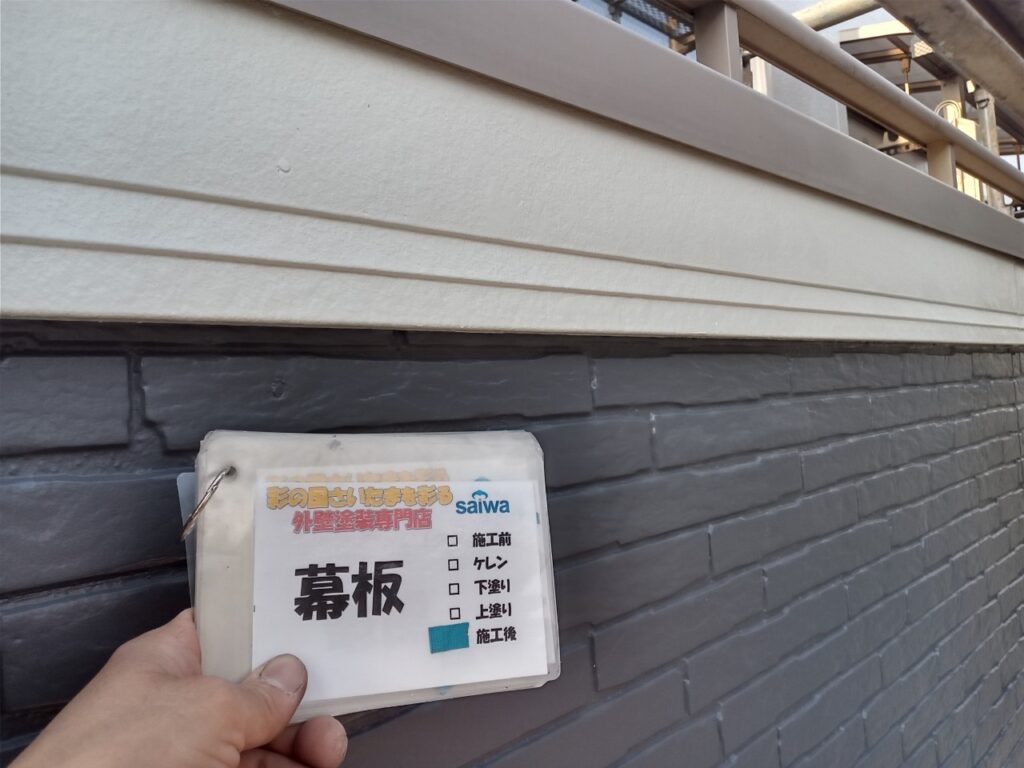 彩の国さいたまを彩る
外壁塗装専門店
saiwa
幕板
□ 施工前
□ ケレン
□ 下塗り
□ 上塗り
施工後